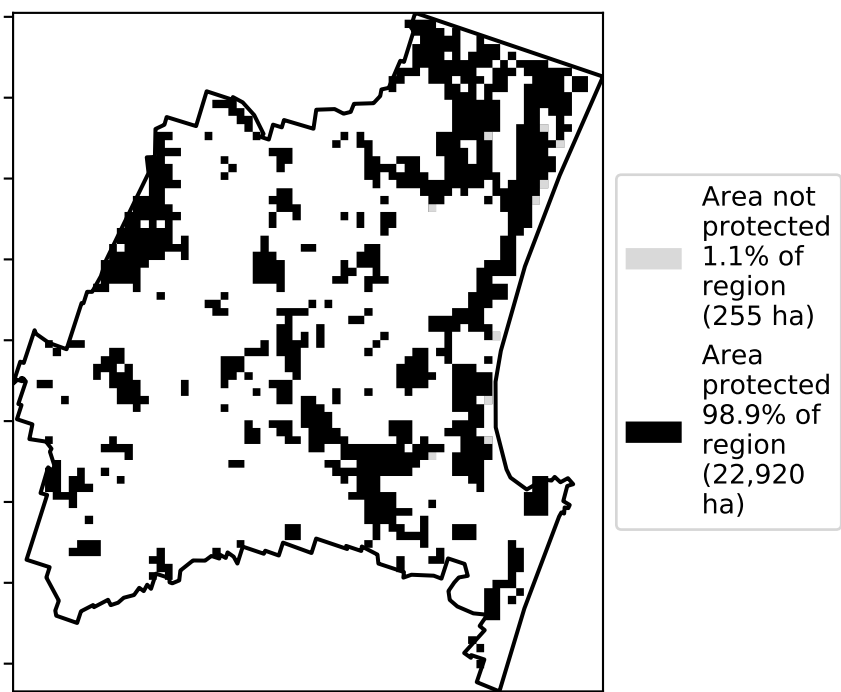 Area not
protected
1.1% of
region
(255 ha)
Area
protected
98.9% of
region
(22,920
ha)